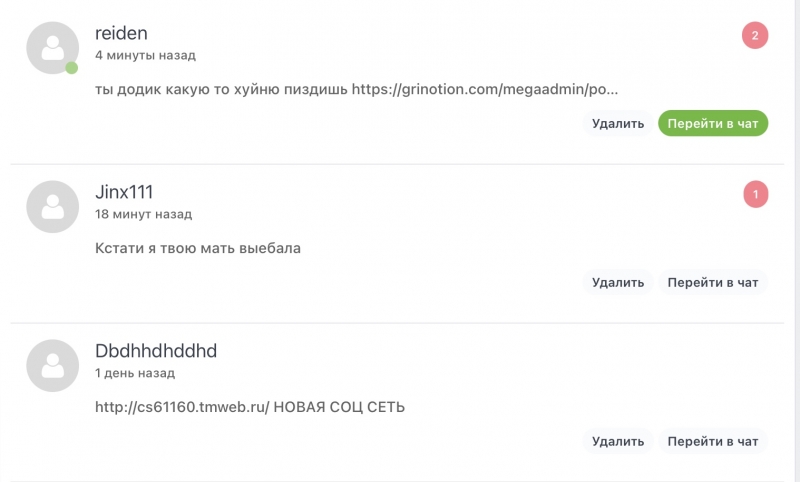 reiden
2
4 минуты назад
ты додик какую то хуйню пиздишь https://grinotion.com/megaadmin/po...
Удалить Перейти в чат
Jinx111
1
18 минут назад
Кстати я твою мать выебала
Удалить Перейти в чат
Dbdhhdhddhd
1 день назад
http://cs61160.tmweb.ru/ НОВАЯ СОЦ СЕТЬ
Удалить Перейти в чат